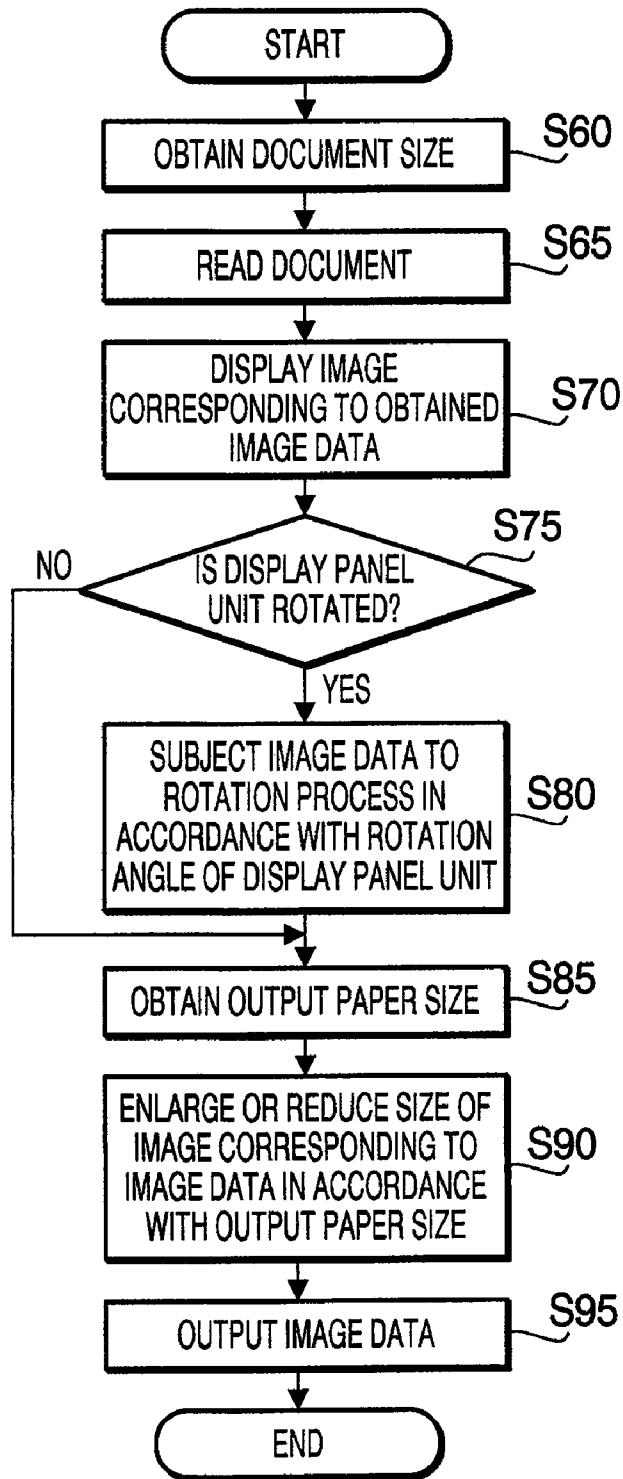 START
OBTAIN DOCUMENT SIZE
S60
READ DOCUMENT
S65
DISPLAY IMAGE
CORRESPONDING TO OBTAINED
IMAGE DATA
S70
S75
NO
IS DISPLAY PANEL
UNIT ROTATED?
YES
SUBJECT IMAGE DATA TO
ROTATION PROCESS IN
ACCORDANCE WITH ROTATION
ANGLE OF DISPLAY PANEL UNIT
S80
OBTAIN OUTPUT PAPER SIZE
S85
ENLARGE OR REDUCE SIZE OF
IMAGE CORRESPONDING TO
IMAGE DATA IN ACCORDANCE
WITH OUTPUT PAPER SIZE
S90
OUTPUT IMAGE DATA
S95
END